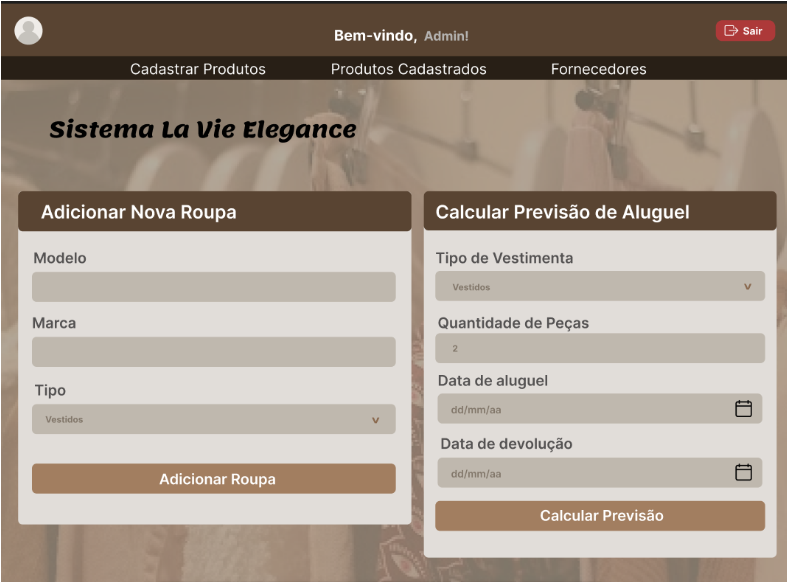 Bem-vindo, Admin!
Sair
Cadastrar Produtos
Produtos Cadastrados
Fornecedores
Sistema La Vie Elegance
Adicionar Nova Roupa
Modelo
Marca
Tipo
Vestidos
Adicionar Roupa
Calcular Previsão de Aluguel
Tipo de Vestimenta
Vestidos
Quantidade de Peças
2
Data de aluguel
dd/mm/aa
Data de devolução
dd/mm/aa
Calcular Previsão